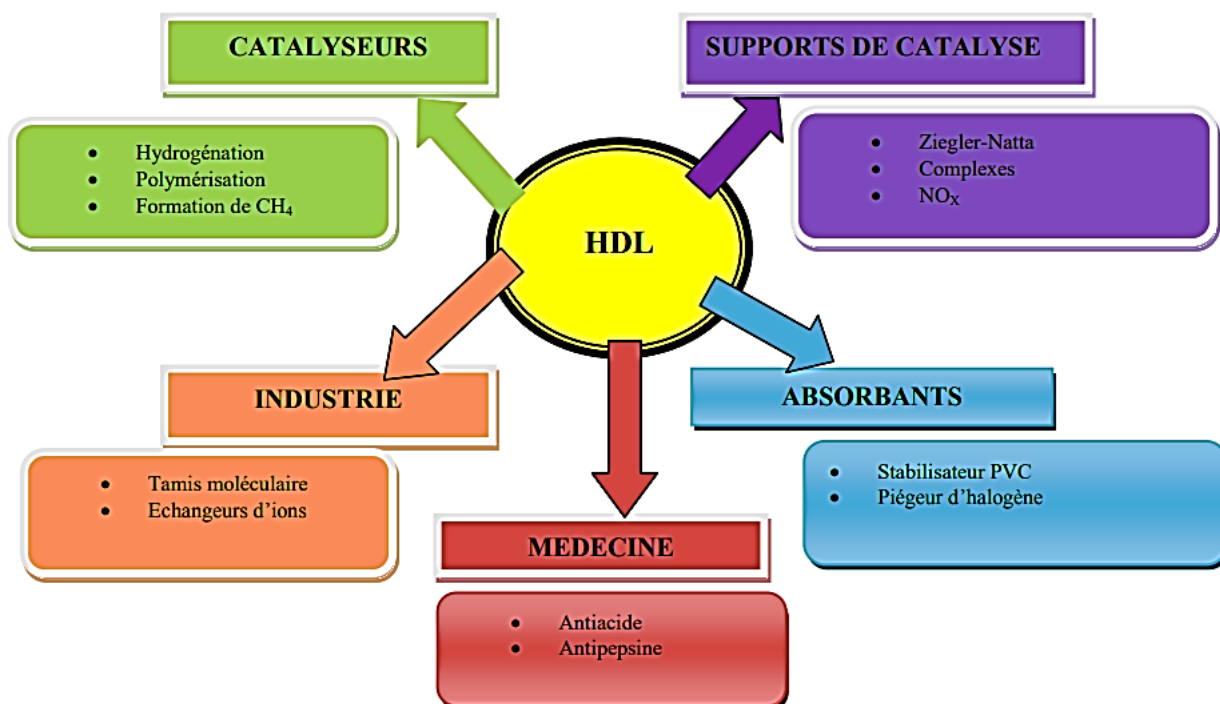 CATALYSEURS
• Hydrogénation
• Polymérisation
• Formation de CH₄
SUPPORTS DE CATALYSE
• Ziegler-Natta
• Complexes
• NOₓ
HDL
INDUSTRIE
• Tamis moléculaire
• Echangeurs d’ions
ABSORBANTS
• Stabilisateur PVC
• Piégeur d’halogène
MEDECINE
• Antiacide
• Antipepsine